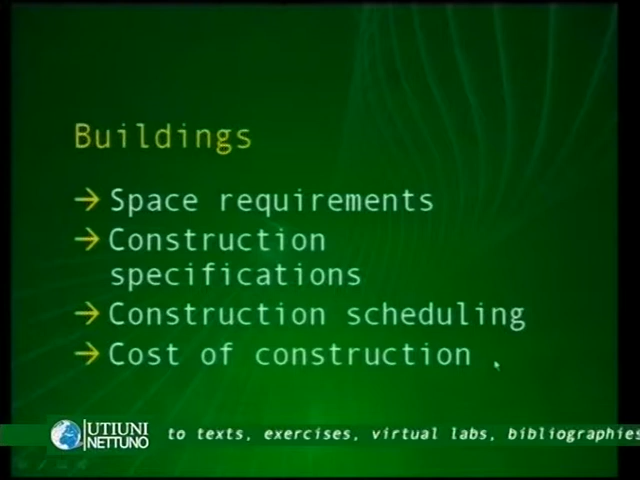 Buildings
→ Space requirements
→ Construction
specifications
→ Construction scheduling
→ Cost of construction
UTIUNI
NETTUNO
to texts, exercises, virtual labs, bibliographies